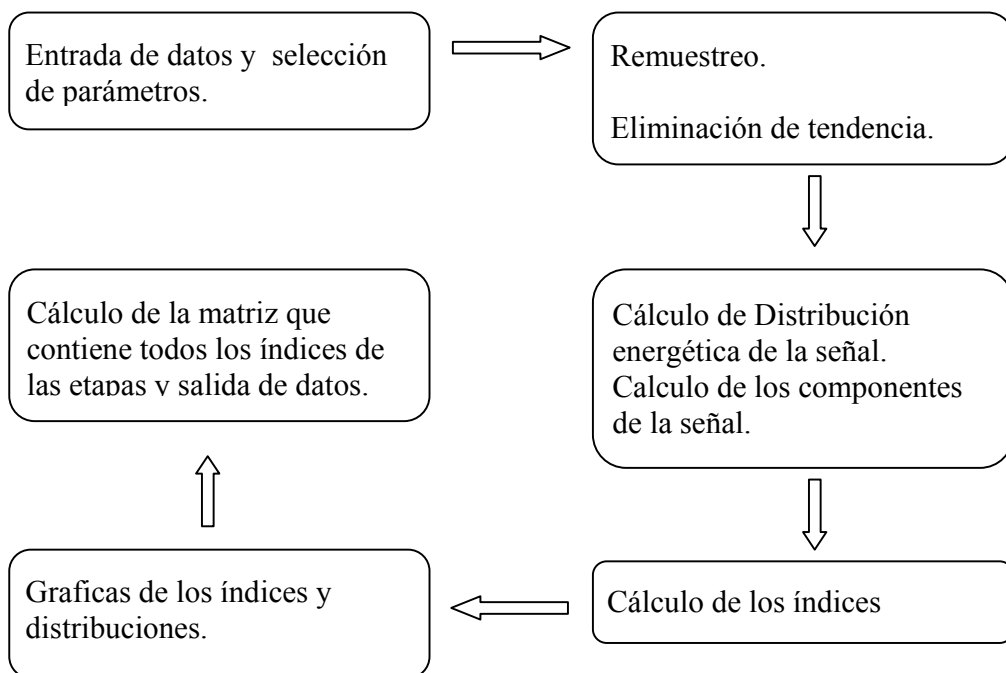 Entrada de datos y  selección
de parámetros.
Remuestreo.
Eliminación de tendencia.
Cálculo de Distribución
energética de la señal.
Calculo de los componentes
de la señal.
Cálculo de los índices
Graficas de los índices y
distribuciones.
Cálculo de la matriz que
contiene todos los índices de
las etapas y salida de datos.